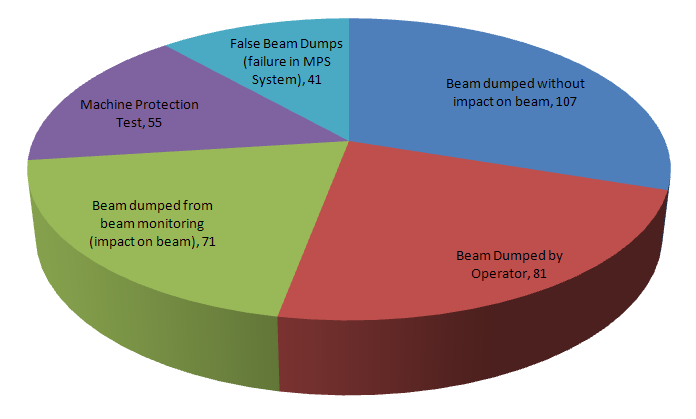 False Beam Dumps
(failure in MPS
System), 41
Beam dumped without
impact on beam, 107
Machine Protection
Test, 55
Beam dumped from
beam monitoring
(impact on beam), 71
Beam Dumped by
Operator, 81